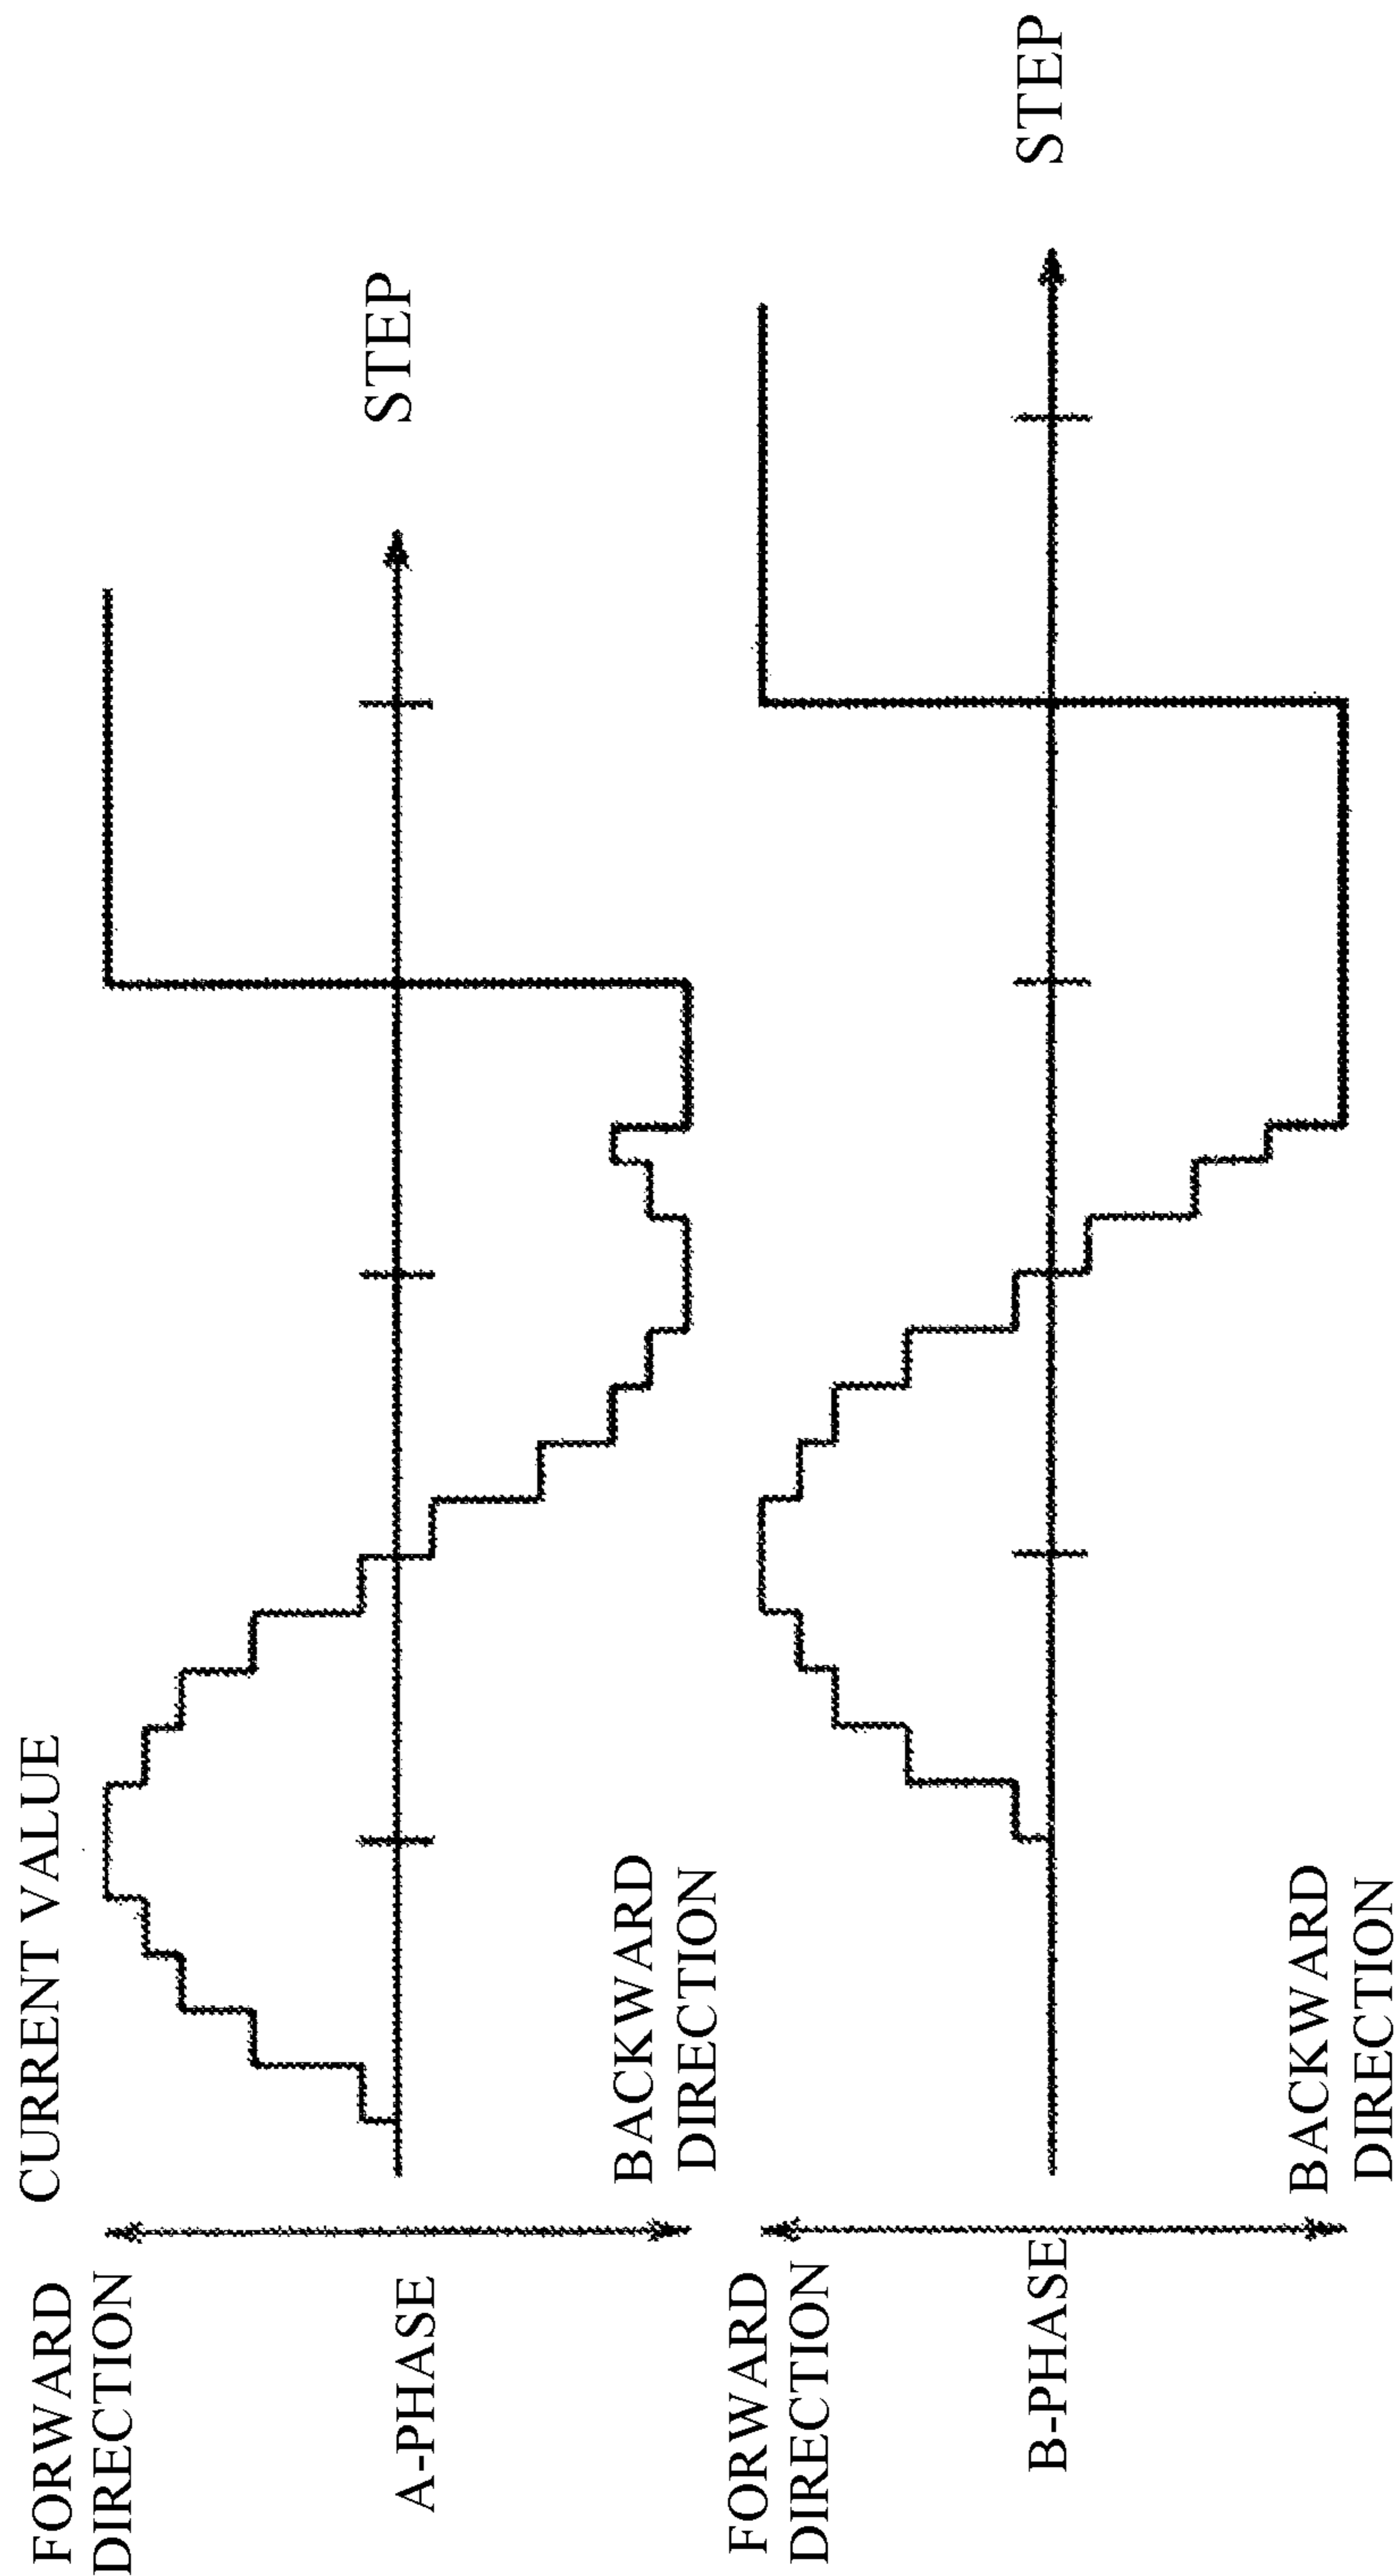 CURRENT VALUE
FORWARD
DIRECTION
A-PHASE
STEP
BACKWARD
DIRECTION
FORWARD
DIRECTION
B-PHASE
STEP
BACKWARD
DIRECTION